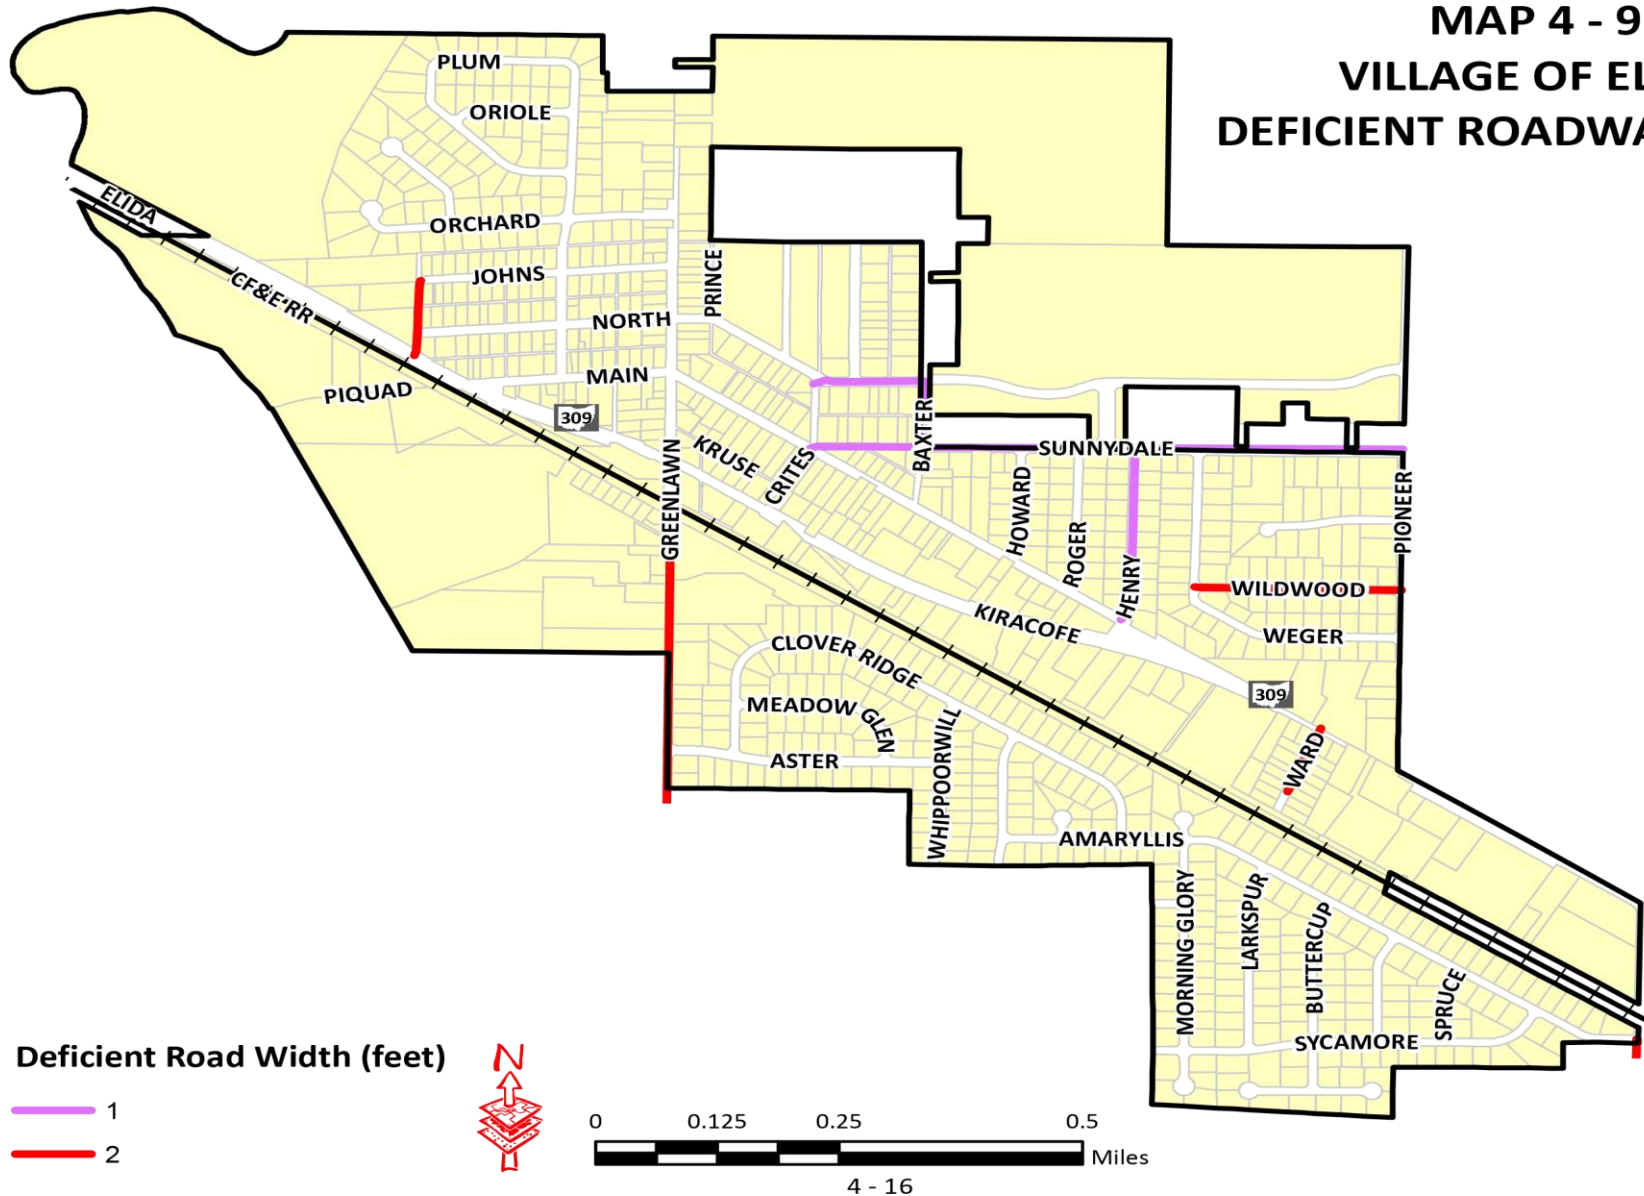 MAP 4 - 9
VILLAGE OF EL
DEFICIENT ROADWA
PLUM
ORIOLE
ORCHARD
ELIDA
JOHNS
PRINCE
CF&E RR
NORTH
MAIN
PIQUAD
309
BAXTER
KRUSE
CRITES
GREENLAWN
SUNNYDALE
HOWARD
ROGER
HENRY
PIONEER
WILDWOOD
WEGER
KIRACOFE
CLOVER RIDGE
MEADOW GLEN
309
WHIPPOORWILL
WARD
ASTER
AMARYLLIS
MORNING GLORY
LARKSPUR
BUTTERCUP
SPRUCE
SYCAMORE
Deficient Road Width (feet)
1
2
N
0 0.125 0.25 0.5
Miles
4 - 16